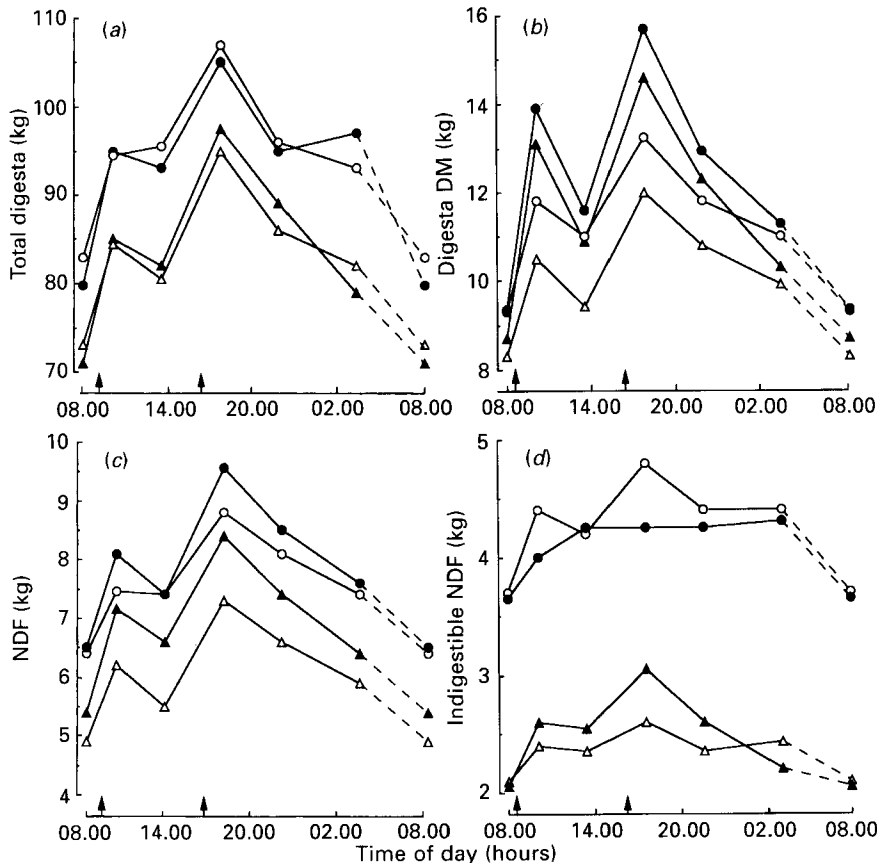 (a)
Total digesta (kg)
110
100
90
80
70
08.00 14.00 20.00 02.00 08.00
(b)
Digesta DM (kg)
16
14
12
10
8
08.00 14.00 20.00 02.00 08.00
(c)
NDF (kg)
10
9
8
7
6
5
4
08.00 14.00 20.00 02.00 08.00
(d)
Indigestible NDF (kg)
5
4
3
2
08.00 14.00 20.00 02.00 08.00
Time of day (hours)